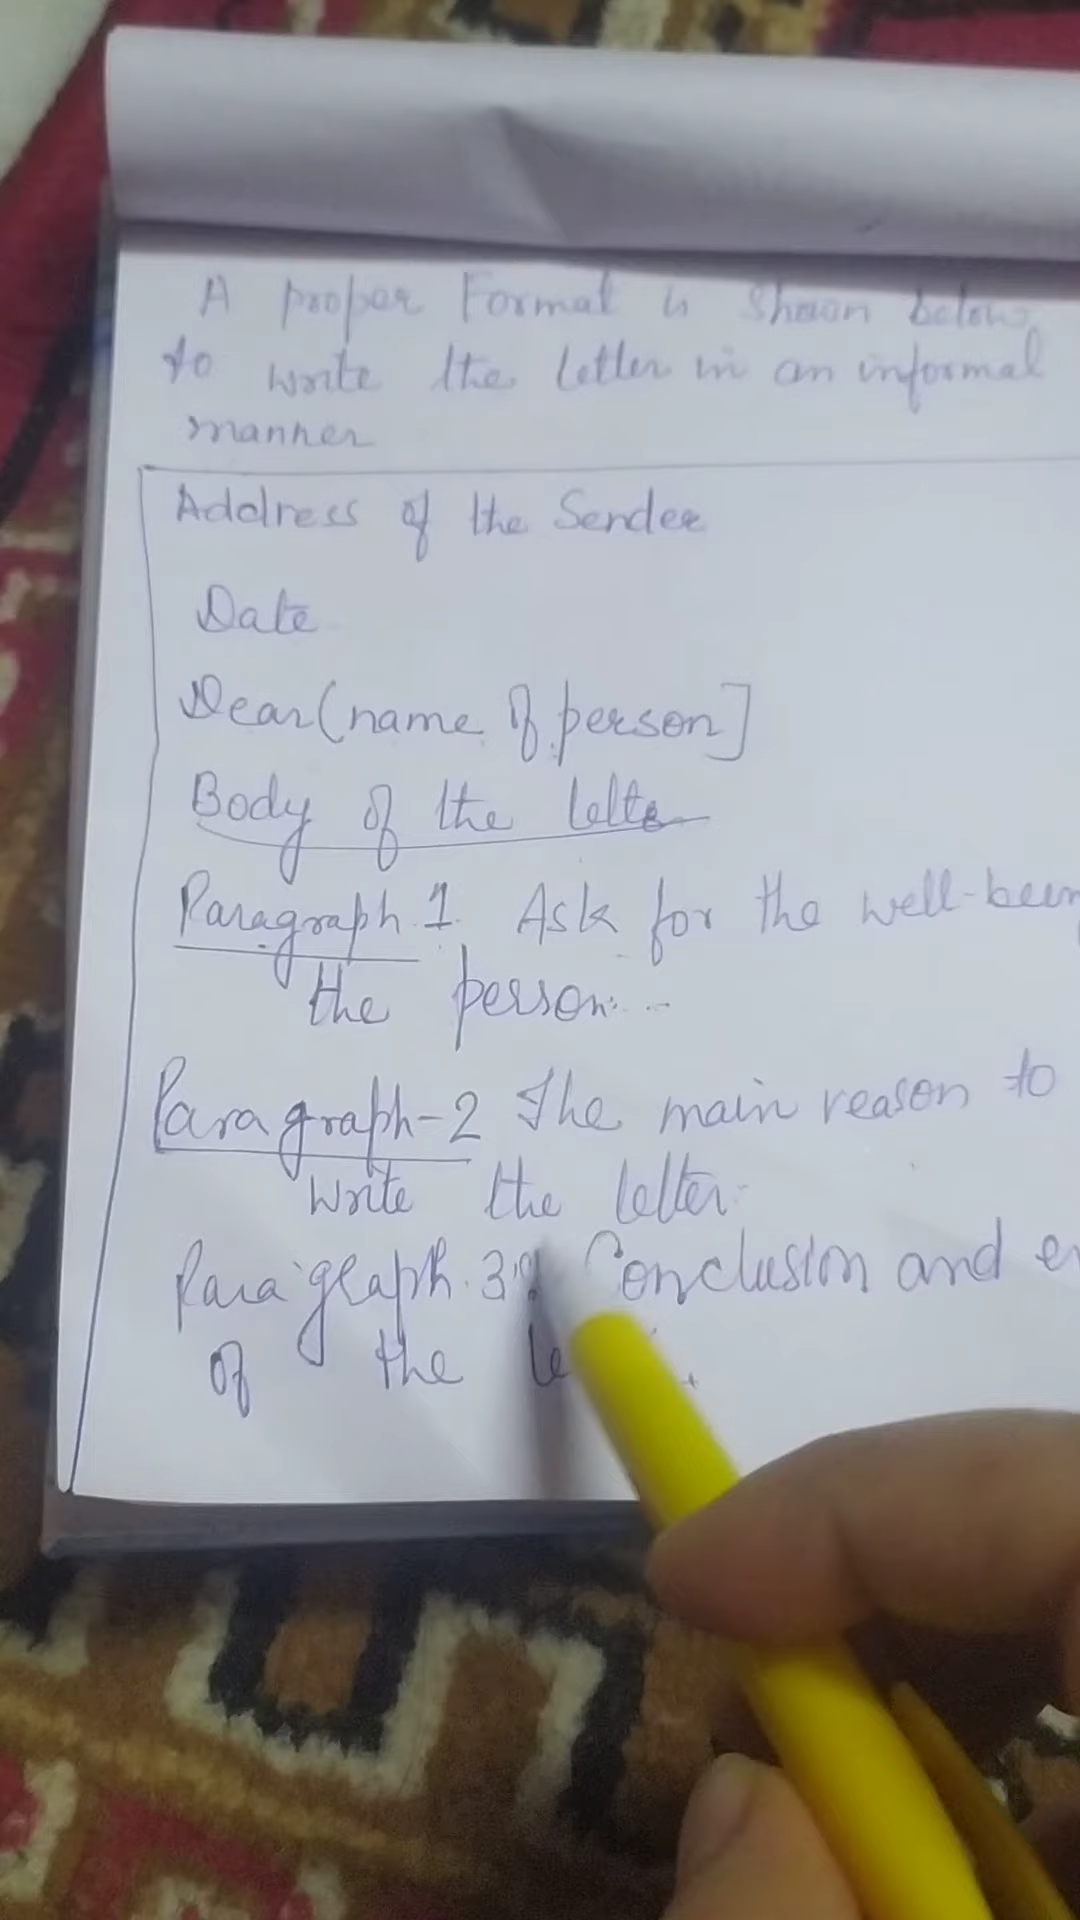 A proper Format is shown below
to write the letter in an informal
manner
Address of the Sender
Date
Dear (name of person]
Body of the letter
Paragraph 1. Ask for the well-been
the person...
Paragraph-2 The main reason to
write the letter.
Paragraph 3: Conclusion and
of the